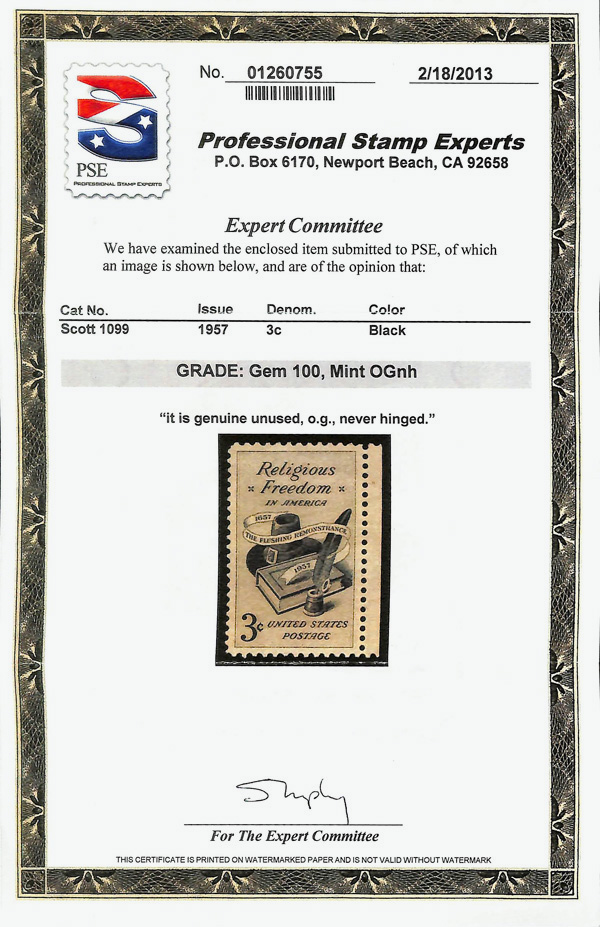 No. 01260755 2/18/2013
PSE
PROFESSIONAL STAMP EXPERTS
Professional Stamp Experts
P.O. Box 6170, Newport Beach, CA 92658
Expert Committee
We have examined the enclosed item submitted to PSE, of which
an image is shown below, and are of the opinion that:
Cat No. Issue Denom. Color
Scott 1099 1957 3c Black
GRADE: Gem 100, Mint OGnh
“it is genuine unused, o.g., never hinged.”
Religious
Freedom
IN AMERICA
1657
THE FLUSHING REMONSTRANCE
1957
3¢ UNITED STATES
POSTAGE
For The Expert Committee
THIS CERTIFICATE IS PRINTED ON WATERMARKED PAPER AND IS NOT VALID WITHOUT WATERMARK